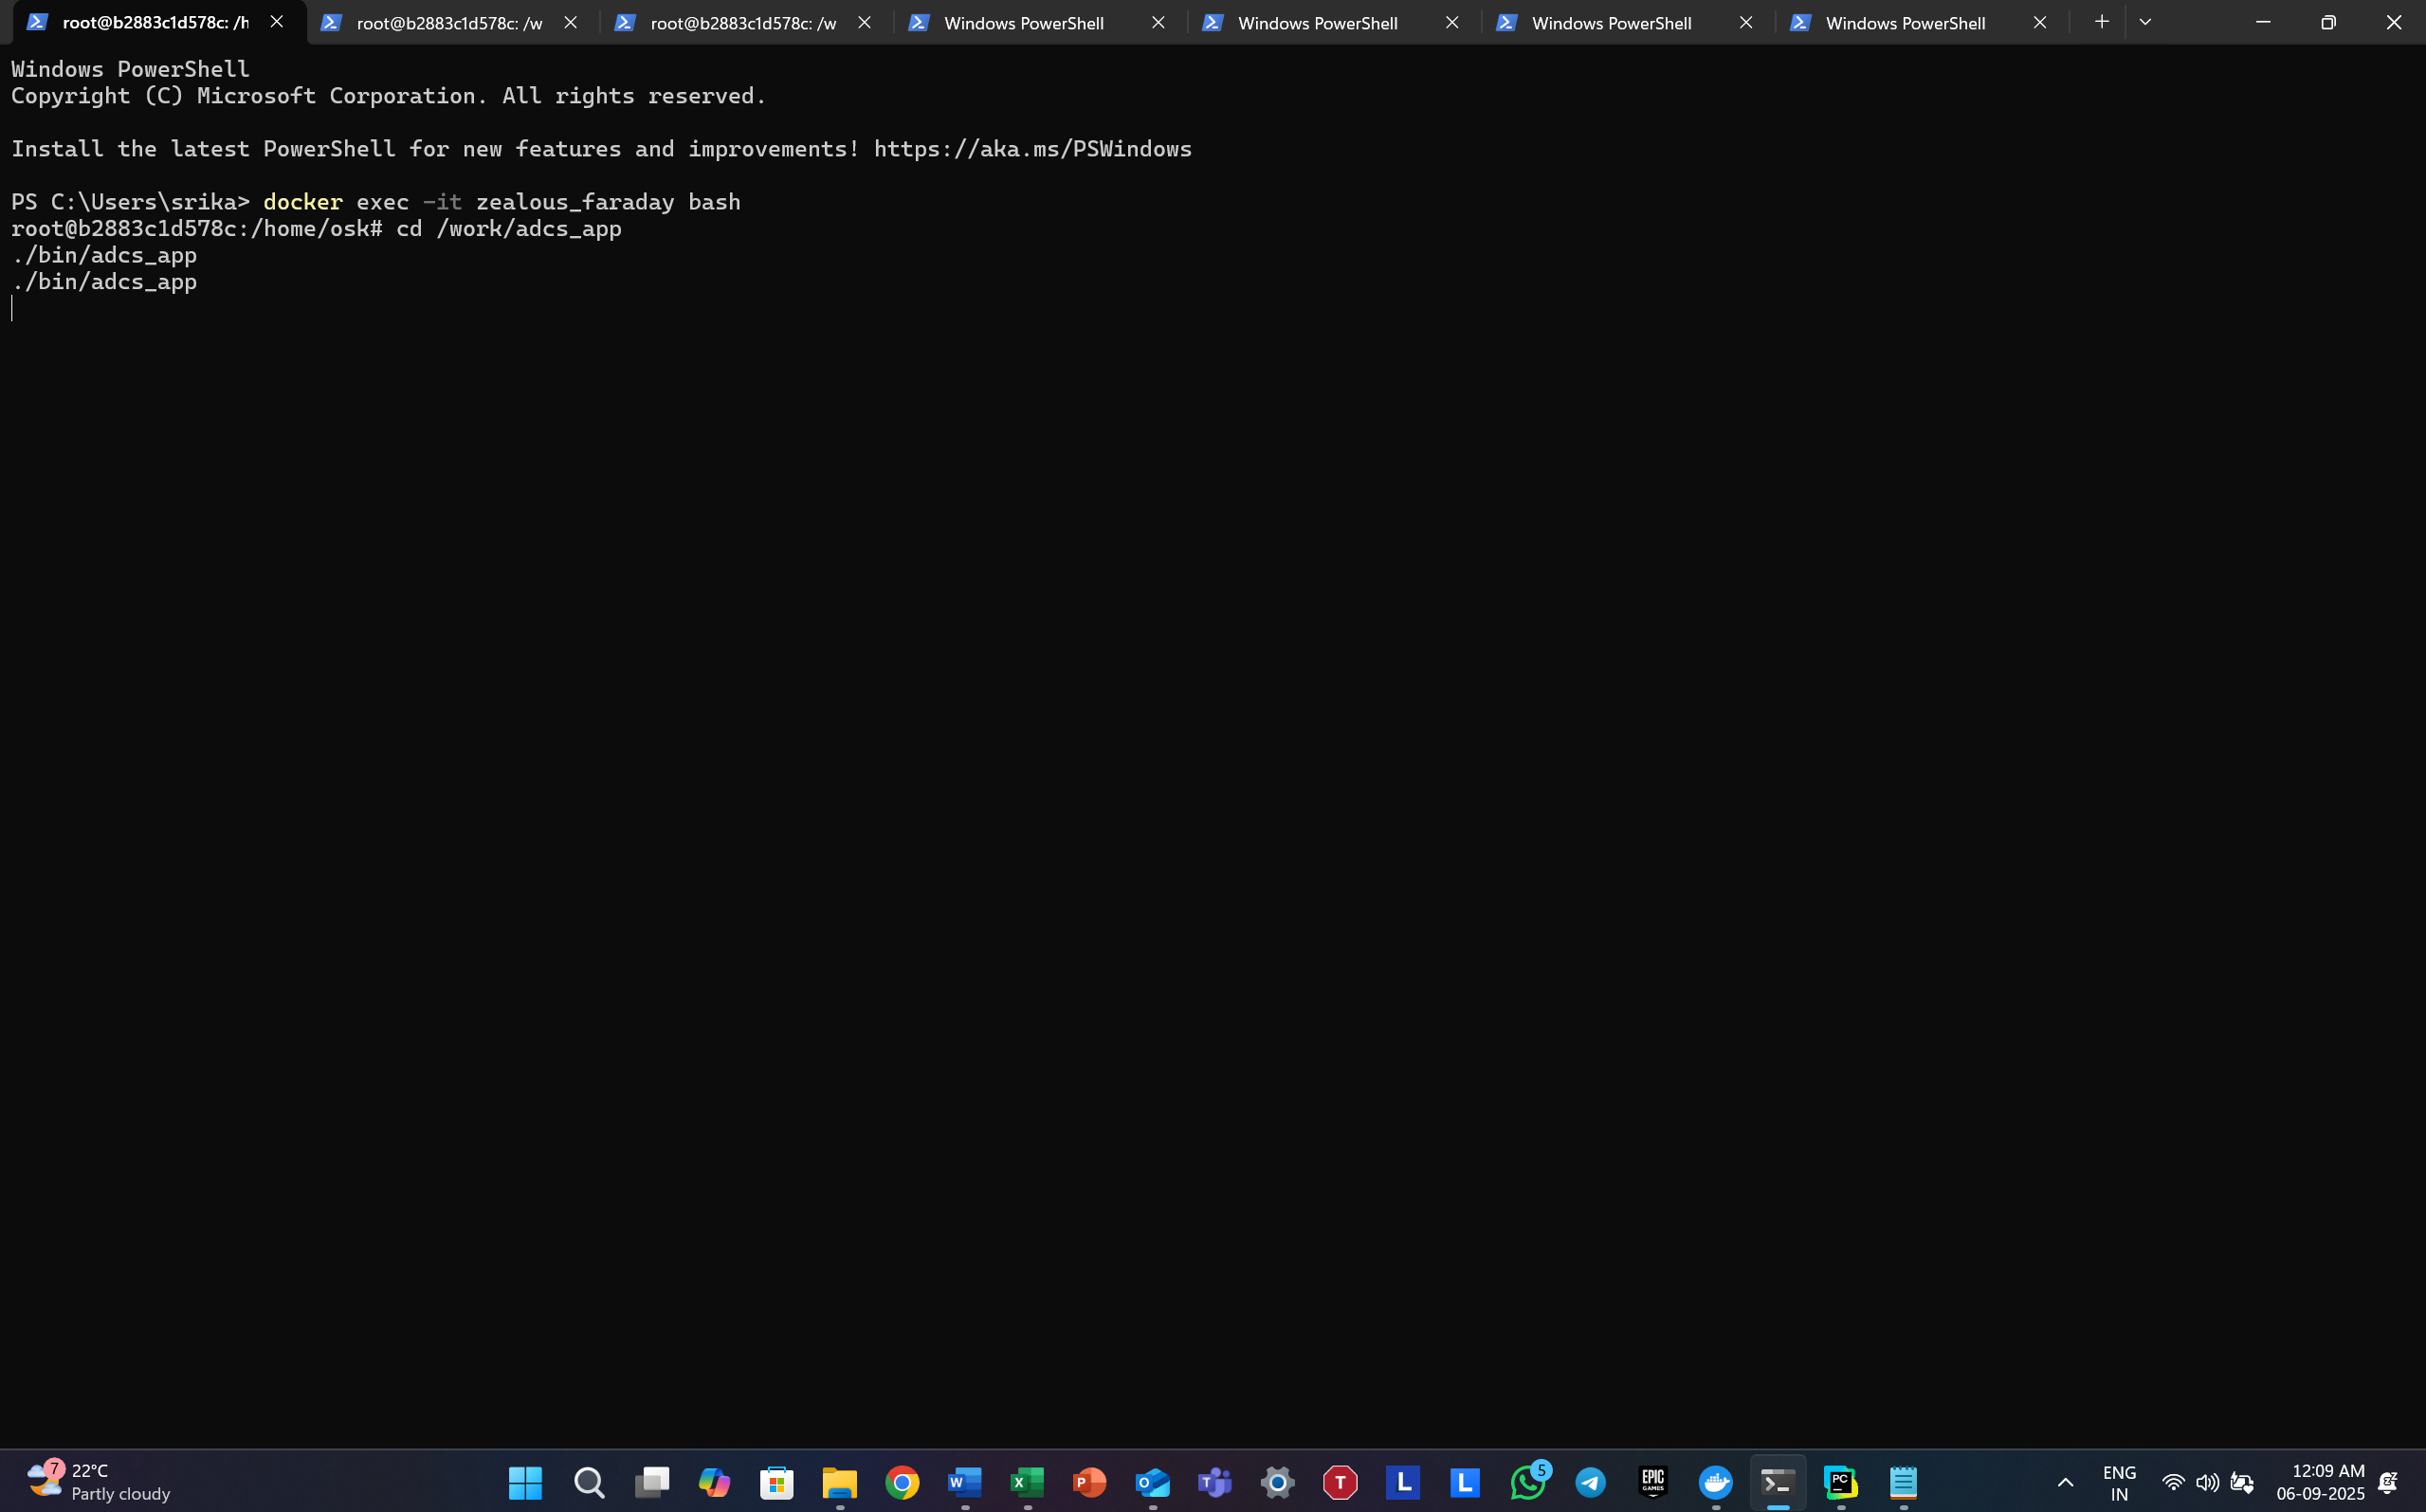 root@b2883c1d578c: /h
root@b2883c1d578c: /w
root@b2883c1d578c: /w
Windows PowerShell
Windows PowerShell
Windows PowerShell
Windows PowerShell
Windows PowerShell
Copyright (C) Microsoft Corporation. All rights reserved.
Install the latest PowerShell for new features and improvements! https://aka.ms/PSWindows
PS C:\Users\srika> docker exec -it zealous_faraday bash
root@b2883c1d578c:/home/osk# cd /work/adcs_app
./bin/adcs_app
./bin/adcs_app
7
22°C
Partly cloudy
W
X
P
O
T
T
L
L
5
EPIC
GAMES
PC
ENG
IN
12:09 AM
06-09-2025